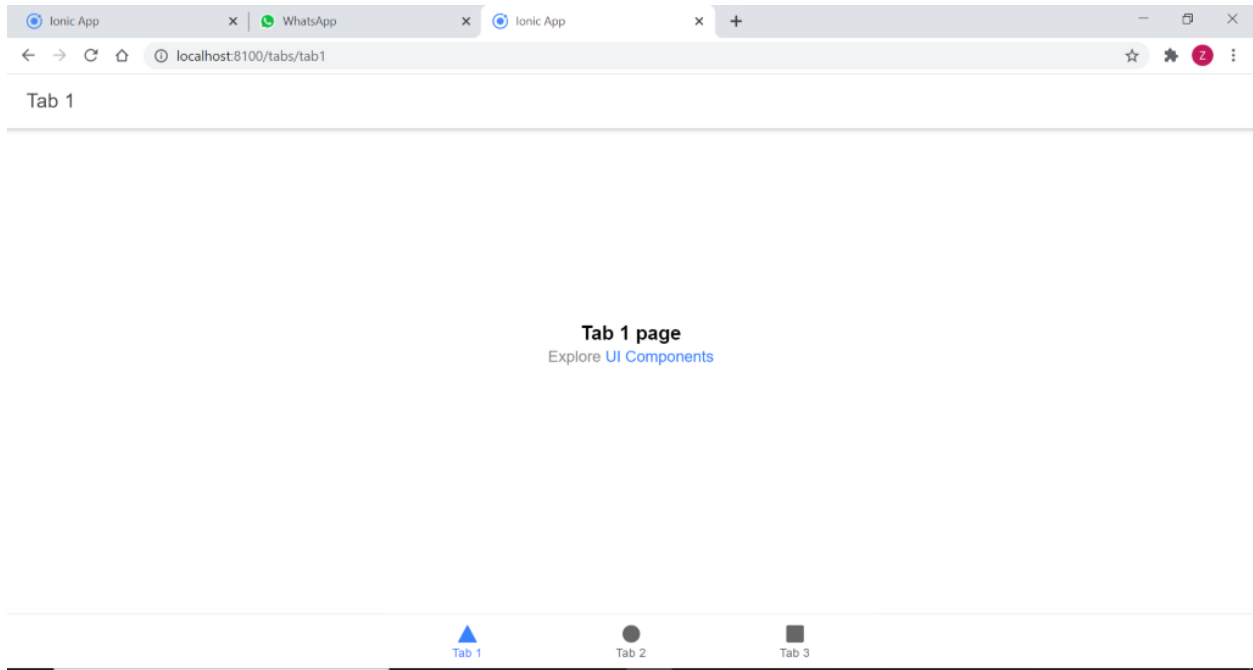 Ionic App WhatsApp Ionic App
localhost:8100/tabs/tab1 Z
Tab 1
Tab 1 page
Explore UI Components
Tab 1 Tab 2 Tab 3